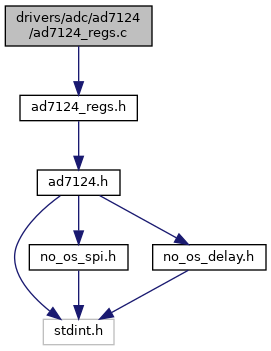 drivers/adc/ad7124
/ad7124_regs.c
ad7124_regs.h
ad7124.h
no_os_spi.h
no_os_delay.h
stdint.h